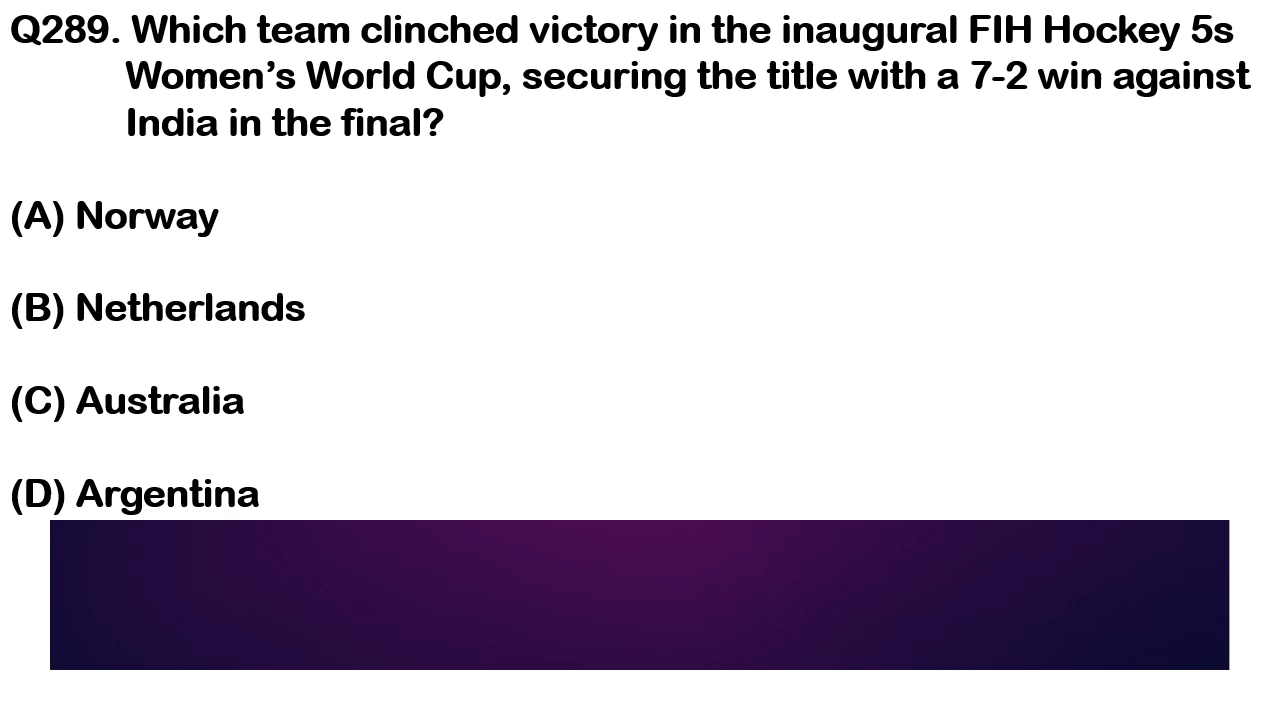 Q289. Which team clinched victory in the inaugural FIH Hockey 5s
Women’s World Cup, securing the title with a 7-2 win against
India in the final?
(A) Norway
(B) Netherlands
(C) Australia
(D) Argentina